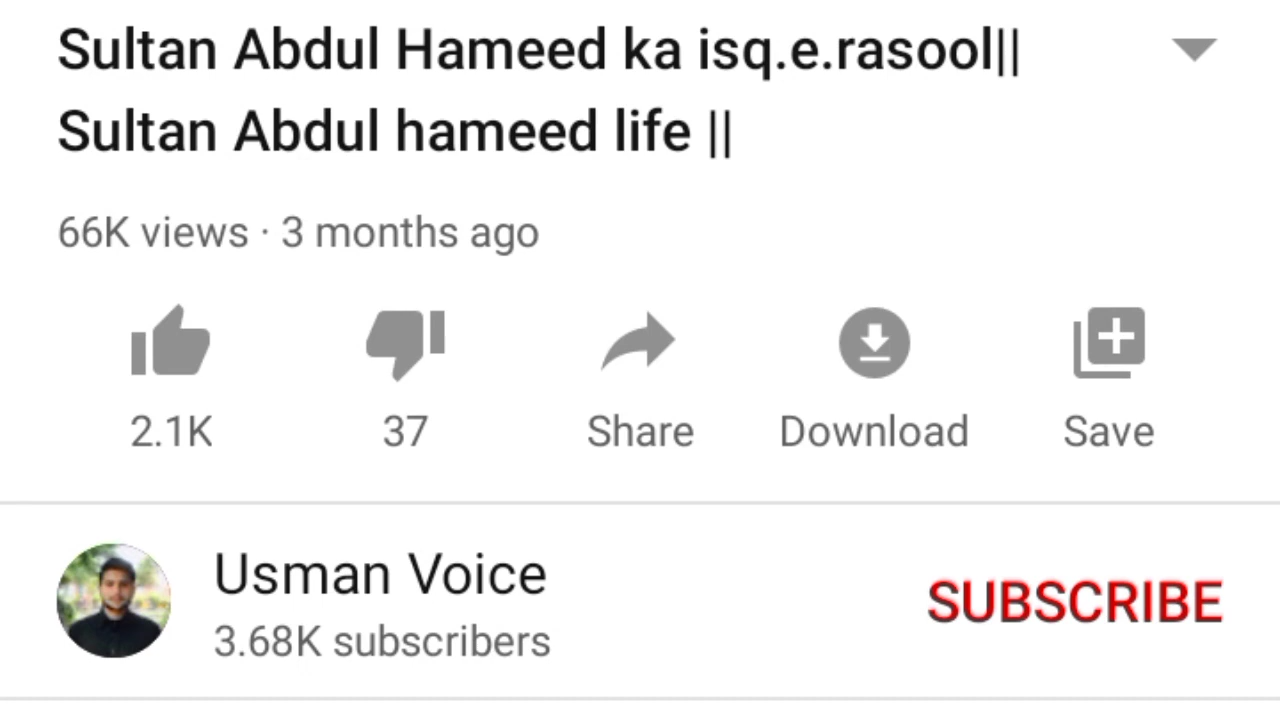 Sultan Abdul Hameed ka isq.e.rasool||
Sultan Abdul hameed life ||
66K views · 3 months ago
2.1K 37 Share Download Save
Usman Voice
SUBSCRIBE
3.68K subscribers